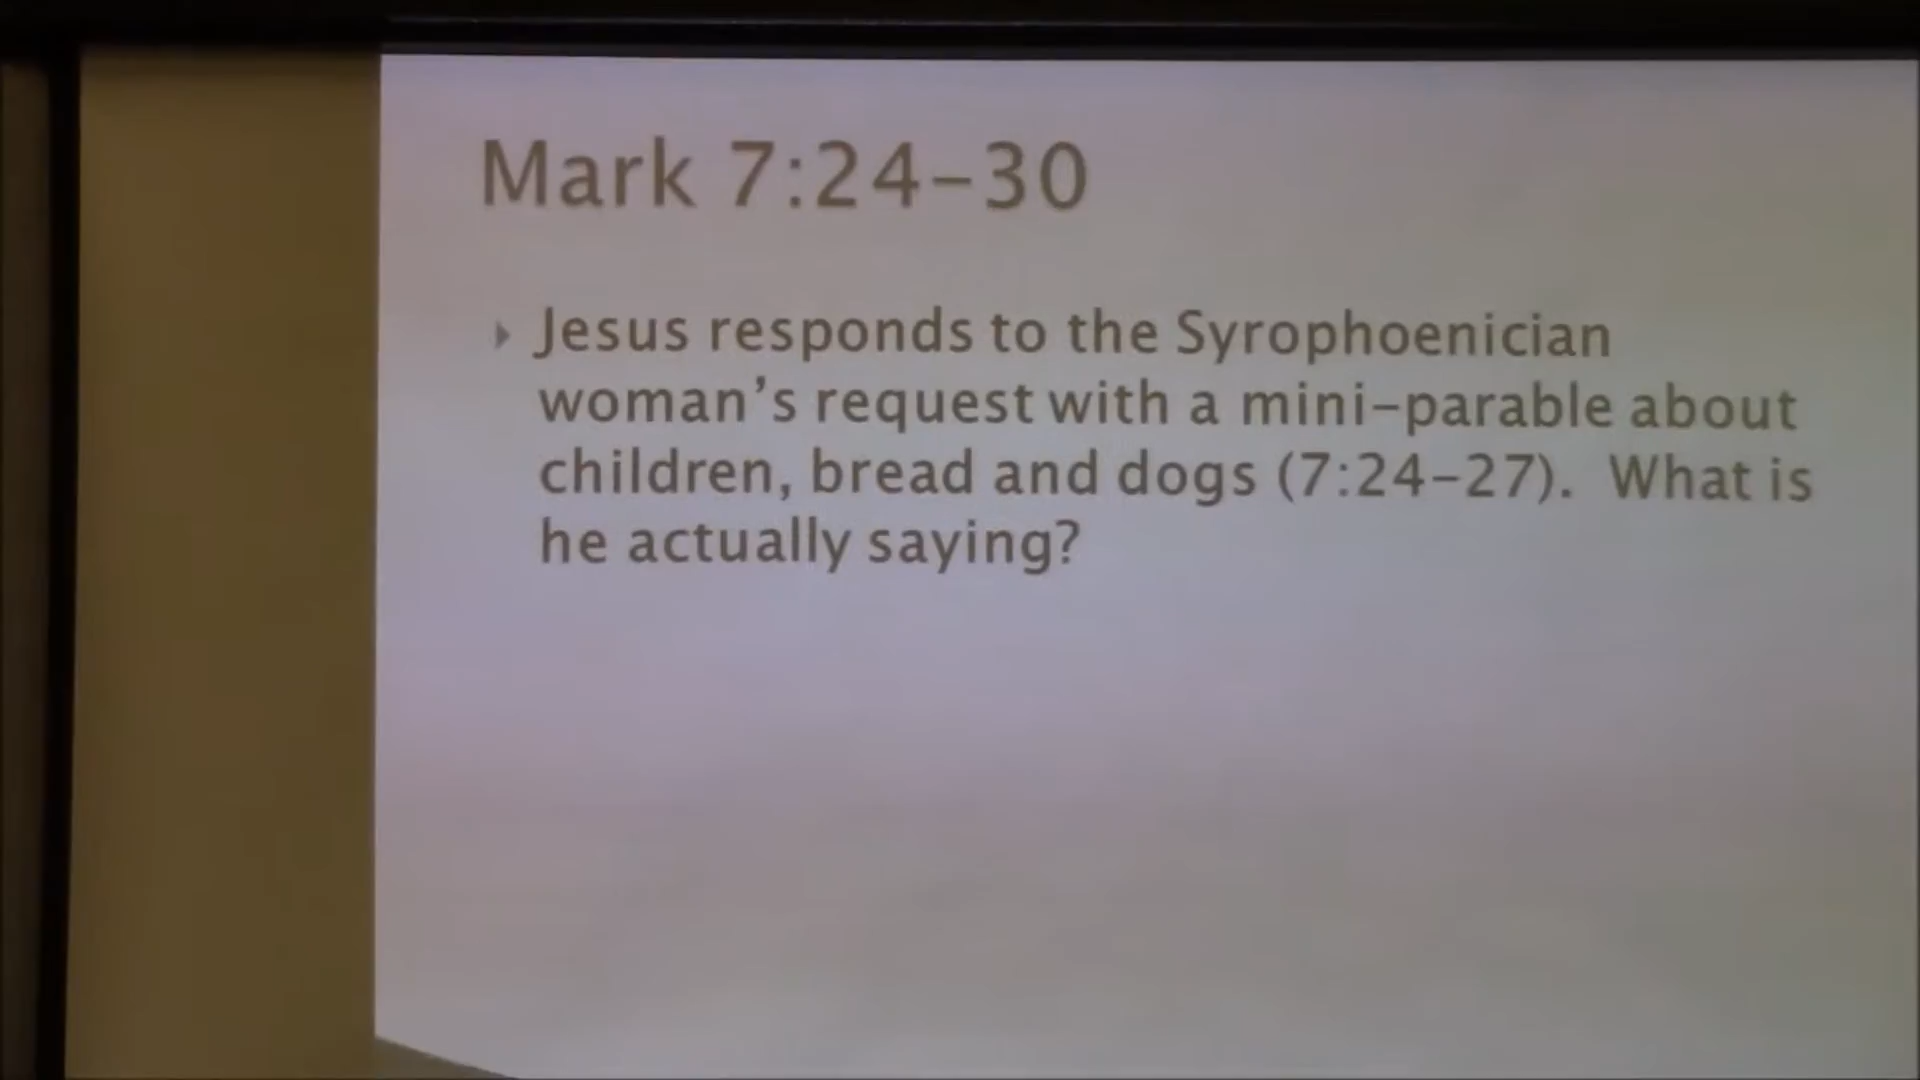 Mark 7:24-30
Jesus responds to the Syrophoenician
woman's request with a mini-parable about
children, bread and dogs (7:24-27). What is
he actually saying?